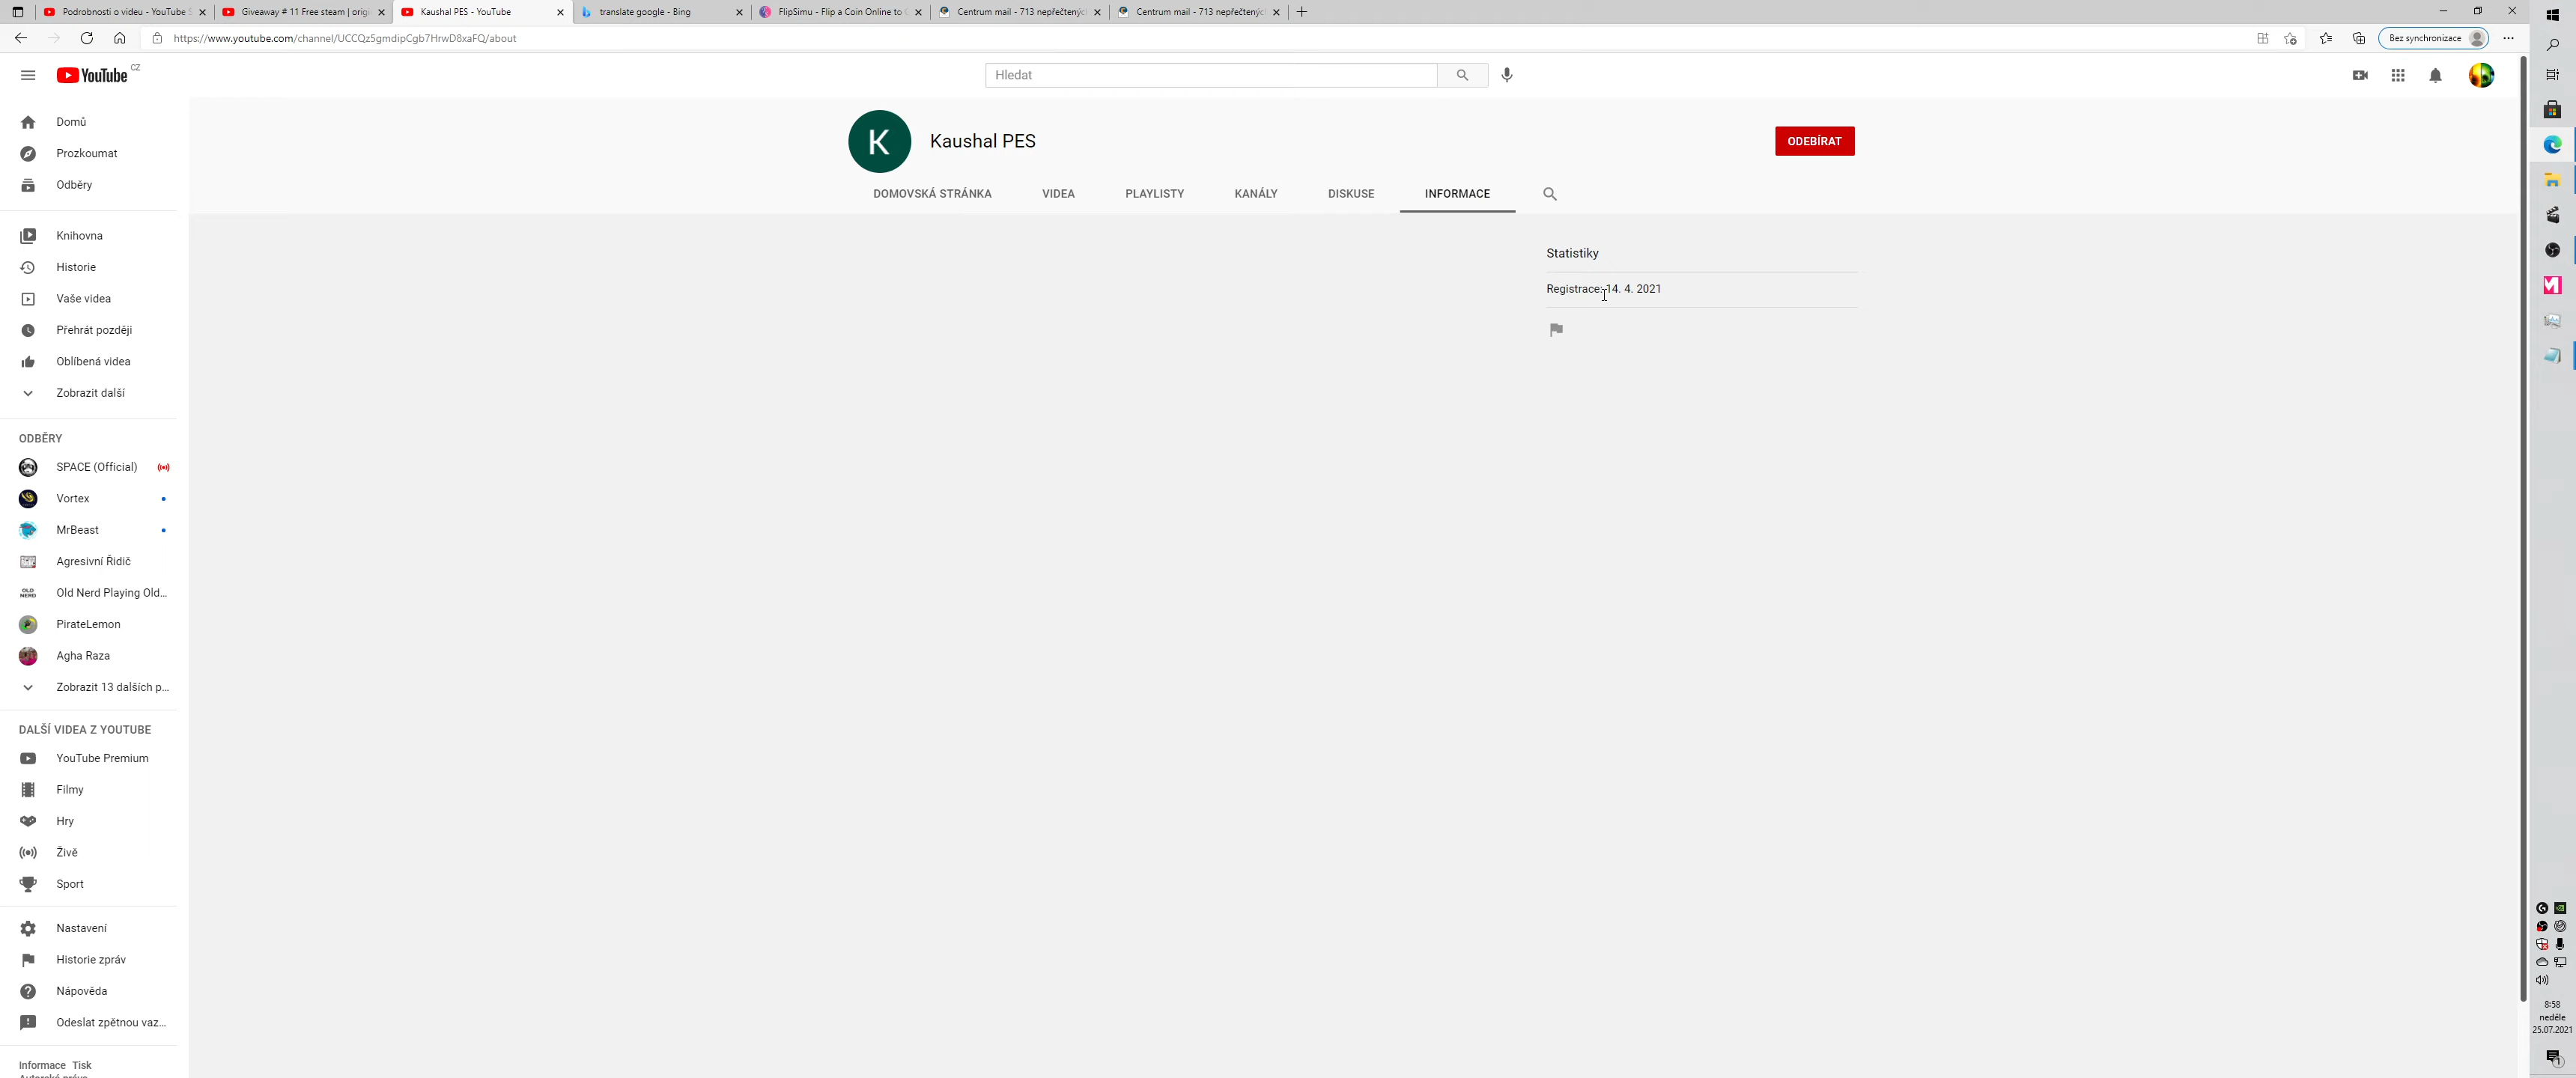 Podrobnosti o videu - YouTube S
Giveaway # 11 Free steam | orig
Kaushal PES - YouTube
translate google - Bing
FlipSimu - Flip a Coin Online to
Centrum mail - 713 nepřečtenýc
Centrum mail - 713 nepřečtenýc
https://www.youtube.com/channel/UCCQz5gmdipCgb7HrwD8xaFQ/about
Bez synchronizace
YouTube CZ
Hledat
Domů
Prozkoumat
Odběry
Knihovna
Historie
Vaše videa
Přehrát později
Oblíbená videa
Zobrazit další
ODBĚRY
SPACE (Official)
Vortex
MrBeast
Agresivní Řidič
OLD NERD
Old Nerd Playing Old...
PirateLemon
Agha Raza
Zobrazit 13 dalších p...
DALŠÍ VIDEA Z YOUTUBE
YouTube Premium
Filmy
Hry
Živě
Sport
Nastavení
Historie zpráv
Nápověda
Odeslat zpětnou vaz...
Informace Tisk
K
Kaushal PES
ODEBÍRAT
DOMOVSKÁ STRÁNKA
VIDEA
PLAYLISTY
KANÁLY
DISKUSE
INFORMACE
Statistiky
Registrace: 14. 4. 2021
8:58
neděle
25.07.2021
1